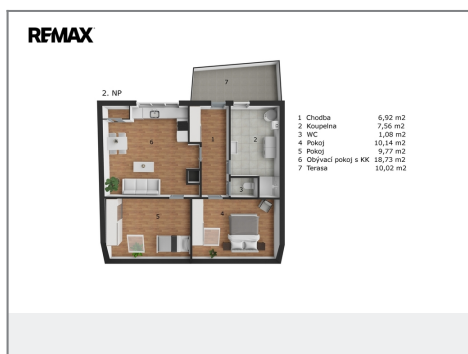 RE/MAX
2. NP
7
6
1
2
3
5
4
1 Chodba 6,92 m2
2 Koupelna 7,56 m2
3 WC 1,08 m2
4 Pokoj 10,14 m2
5 Pokoj 9,77 m2
6 Obývací pokoj s KK 18,73 m2
7 Terasa 10,02 m2